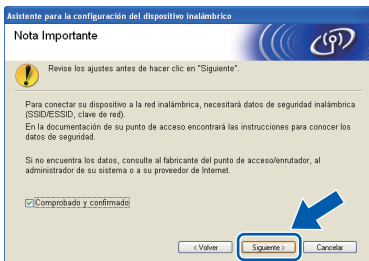 Asistente para la configuración del dispositivo inalámbrico
Nota Importante
Revise los ajustes antes de hacer clic en "Siguiente".
Para conectar su dispositivo a la red inalámbrica, necesitará datos de seguridad inalámbrica
(SSID/ESSID, clave de red).
En la documentación de su punto de acceso encontrará las instrucciones para conocer los
datos de seguridad.
Si no encuentra los datos, consulte al fabricante del punto de acceso/enrutador, al
administrador de su sistema o a su proveedor de Internet.
Comprobado y confirmado
< Volver
Siguiente >
Cancelar